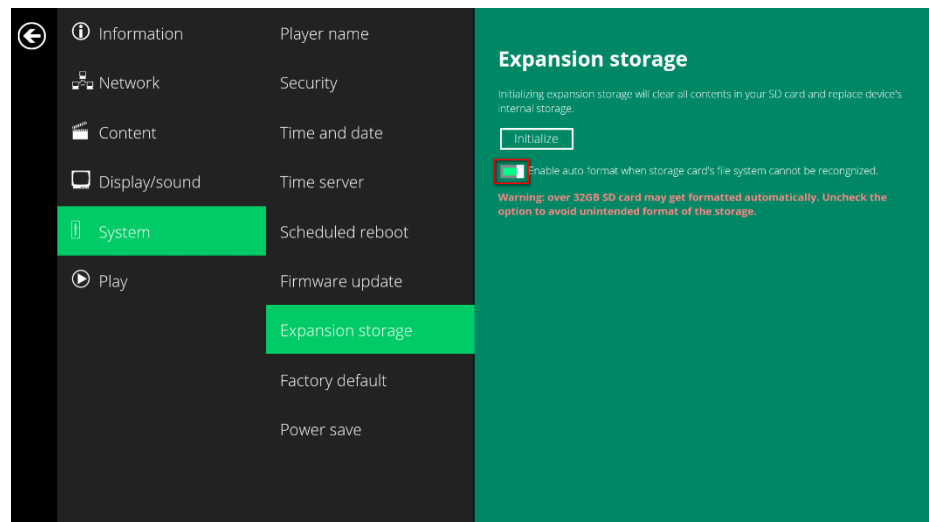 Information
Network
Content
Display/sound
System
Play
Player name
Security
Time and date
Time server
Scheduled reboot
Firmware update
Expansion storage
Factory default
Power save
Expansion storage
Initializing expansion storage will clear all contents in your SD card and replace device's
internal storage.
Initialize
Enable auto format when storage card's file system cannot be recongnized.
Warning: over 32GB SD card may get formatted automatically. Uncheck the
option to avoid unintended format of the storage.